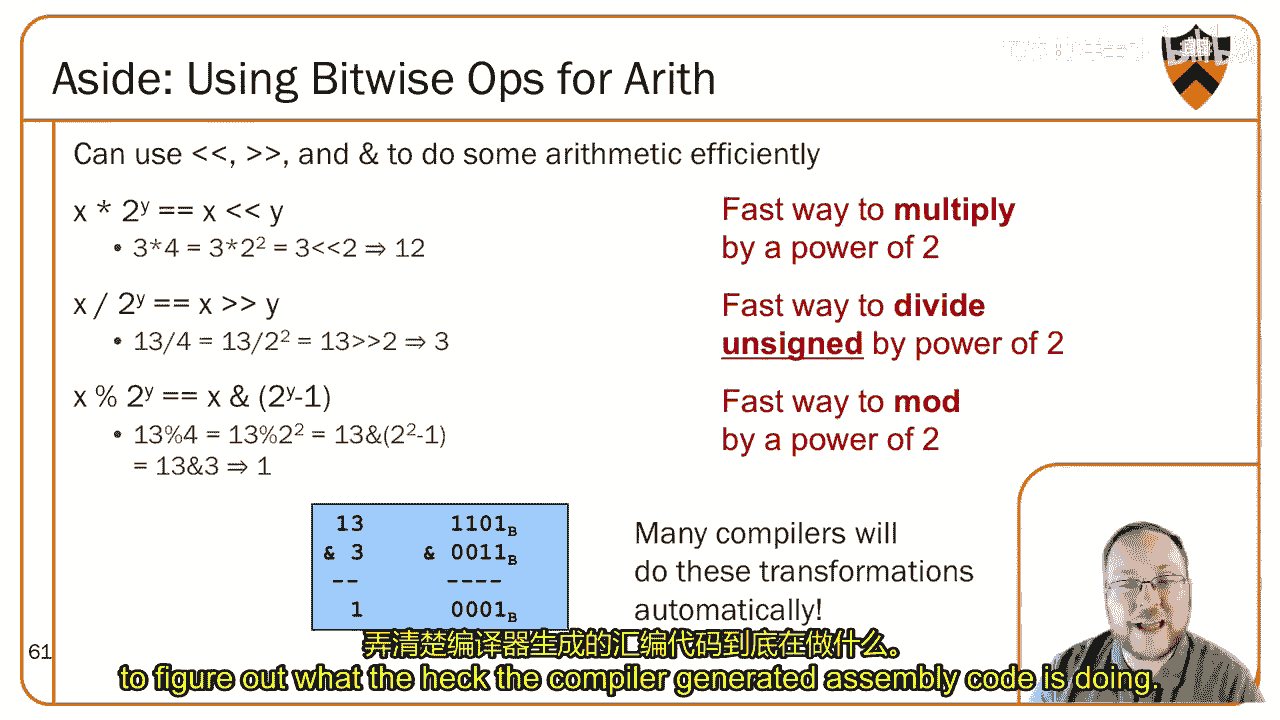 Aside: Using Bitwise Ops for Arith
Can use <<, >>, and & to do some arithmetic efficiently
x * 2ʸ == x << y
• 3*4 = 3*2² = 3<<2 ⇒ 12
Fast way to multiply
by a power of 2
x / 2ʸ == x >> y
• 13/4 = 13/2² = 13>>2 ⇒ 3
Fast way to divide
unsigned by power of 2
x % 2ʸ == x & (2ʸ-1)
• 13%4 = 13%2² = 13&(2²-1)
= 13&3 ⇒ 1
Fast way to mod
by a power of 2
13 1101B
& 3 & 0011B
-- ----
1 0001B
Many compilers will
do these transformations
automatically!
61
弄清楚编译器生成的汇编代码到底在做什么。
to figure out what the heck the compiler generated assembly code is doing.